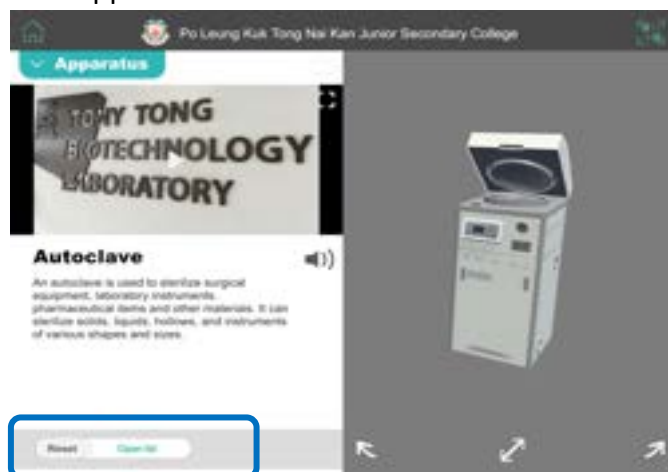 Po Leung Kuk Tong Nai Kan Junior Secondary College
Apparatus
TONY TONG
BIOTECHNOLOGY
LABORATORY
Autoclave
An autoclave is used to sterilize surgical
equipment, laboratory instruments,
pharmaceutical items and other materials. It can
sterilize solids, liquids, hollows, and instruments
of various shapes and sizes.
Reset
Open lid